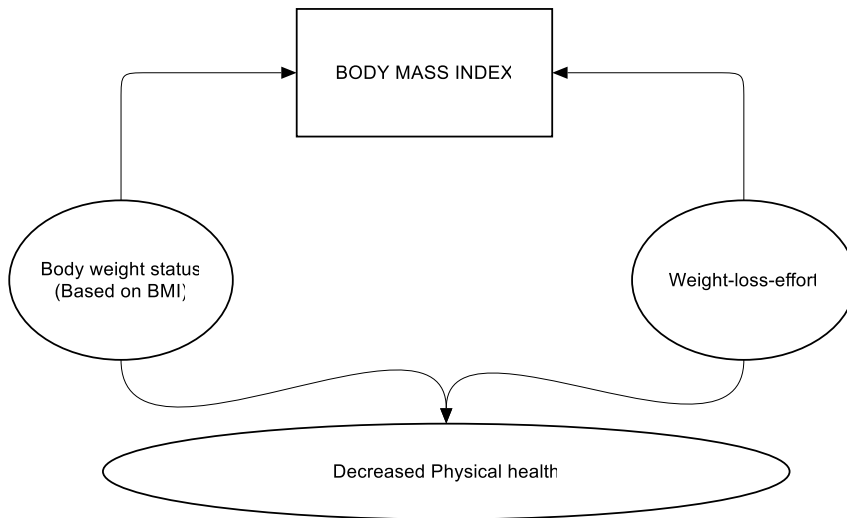 BODY MASS INDEX
Body weight status
(Based on BMI)
Weight-loss-effort
Decreased Physical health